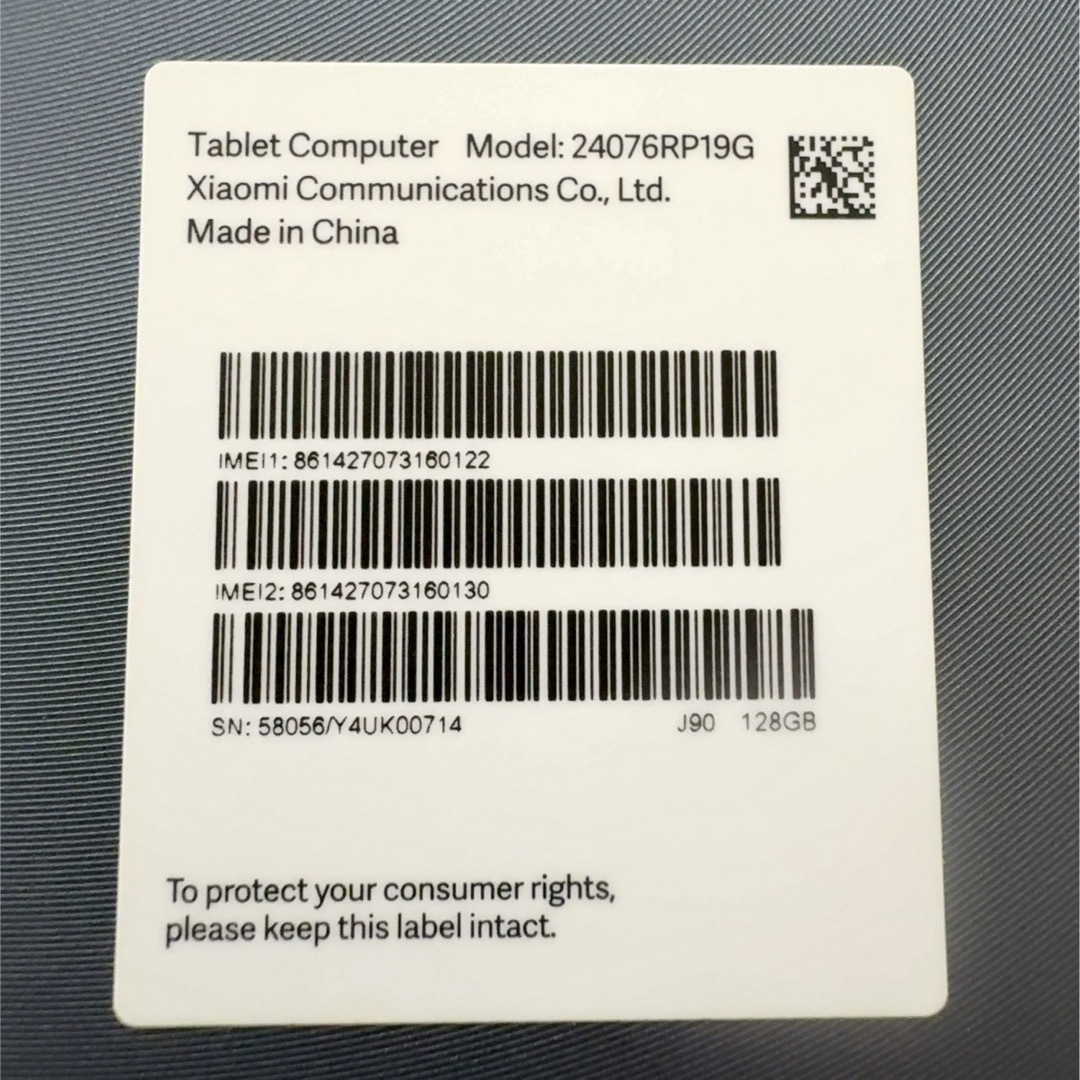 Tablet Computer Model: 24076RP19G
Xiaomi Communications Co., Ltd.
Made in China
IMEI1: 861427073160122
IMEI2: 861427073160130
SN: 58056/Y4UK00714 J90 128GB
To protect your consumer rights,
please keep this label intact.